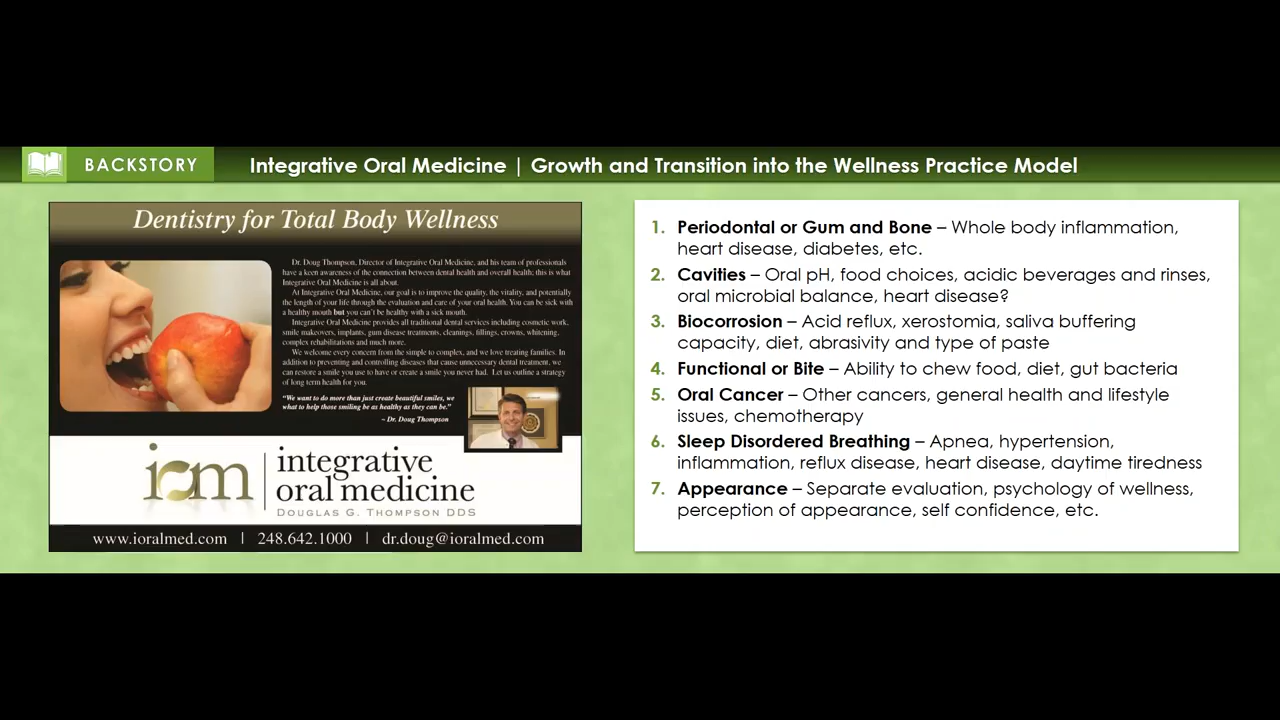 BACKSTORY
Integrative Oral Medicine | Growth and Transition into the Wellness Practice Model
Dentistry for Total Body Wellness
Dr. Doug Thompson, Director of Integrative Oral Medicine, and his team of professionals
have a keen awareness of the connection between dental health and overall health; this is what
Integrative Oral Medicine is all about.
At Integrative Oral Medicine, our goal is to improve the quality, the vitality, and potentially
the length of your life through the evaluation and care of your oral health. You can be sick with
a healthy mouth but you can't be healthy with a sick mouth.
Integrative Oral Medicine provides all traditional dental services including cosmetic work,
smile makeovers, implants, gum disease treatments, cleanings, fillings, crowns, whitening,
complex rehabilitations and much more.
We welcome every concern from the simple to complex, and we love treating families. In
addition to preventing and controlling diseases that cause unnecessary dental treatment, we
can restore a smile you use to have or create a smile you never had. Let us outline a strategy
of long term health for you.
"We want to do more than just create beautiful smiles, we
what to help those smiling be as healthy as they can be."
~ Dr. Doug Thompson
iom
integrative
oral medicine
DOUGLAS G. THOMPSON DDS
www.ioralmed.com | 248.642.1000 | dr.doug@ioralmed.com
1. Periodontal or Gum and Bone – Whole body inflammation,
heart disease, diabetes, etc.
2. Cavities – Oral pH, food choices, acidic beverages and rinses,
oral microbial balance, heart disease?
3. Biocorrosion – Acid reflux, xerostomia, saliva buffering
capacity, diet, abrasivity and type of paste
4. Functional or Bite – Ability to chew food, diet, gut bacteria
5. Oral Cancer – Other cancers, general health and lifestyle
issues, chemotherapy
6. Sleep Disordered Breathing – Apnea, hypertension,
inflammation, reflux disease, heart disease, daytime tiredness
7. Appearance – Separate evaluation, psychology of wellness,
perception of appearance, self confidence, etc.